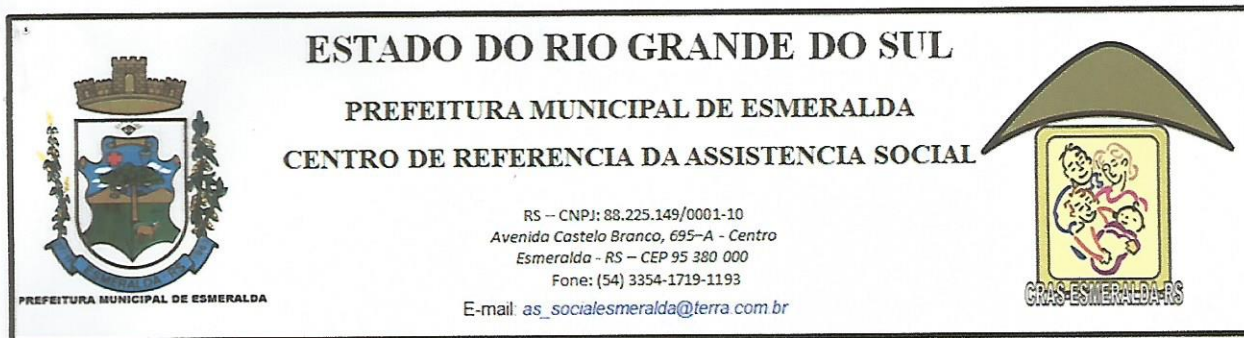 ESTADO DO RIO GRANDE DO SUL
PREFEITURA MUNICIPAL DE ESMERALDA
CENTRO DE REFERENCIA DA ASSISTENCIA SOCIAL
RS – CNPJ: 88.225.149/0001-10
Avenida Castelo Branco, 695–A - Centro
Esmeralda - RS – CEP 95 380 000
Fone: (54) 3354-1719-1193
E-mail: as_socialesmeralda@terra.com.br
ESMERALDA RS
PREFEITURA MUNICIPAL DE ESMERALDA
CRAS-ESMERALDA-RS